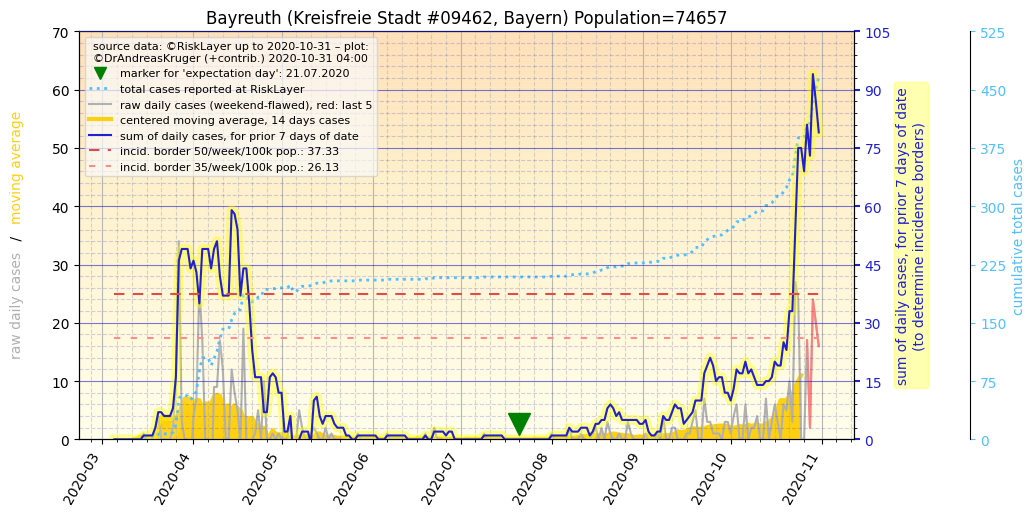 Bayreuth (Kreisfreie Stadt #09462, Bayern) Population=74657
source data: ©RiskLayer up to 2020-10-31 – plot:
©DrAndreasKruger (+contrib.) 2020-10-31 04:00
marker for 'expectation day': 21.07.2020
total cases reported at RiskLayer
raw daily cases (weekend-flawed), red: last 5
centered moving average, 14 days cases
sum of daily cases, for prior 7 days of date
incid. border 50/week/100k pop.: 37.33
incid. border 35/week/100k pop.: 26.13
raw daily cases / moving average
70
60
50
40
30
20
10
0
105
90
75
60
45
30
15
0
sum of daily cases, for prior 7 days of date
(to determine incidence borders)
525
450
375
300
225
150
75
0
cumulative total cases
2020-03
2020-04
2020-05
2020-06
2020-07
2020-08
2020-09
2020-10
2020-11